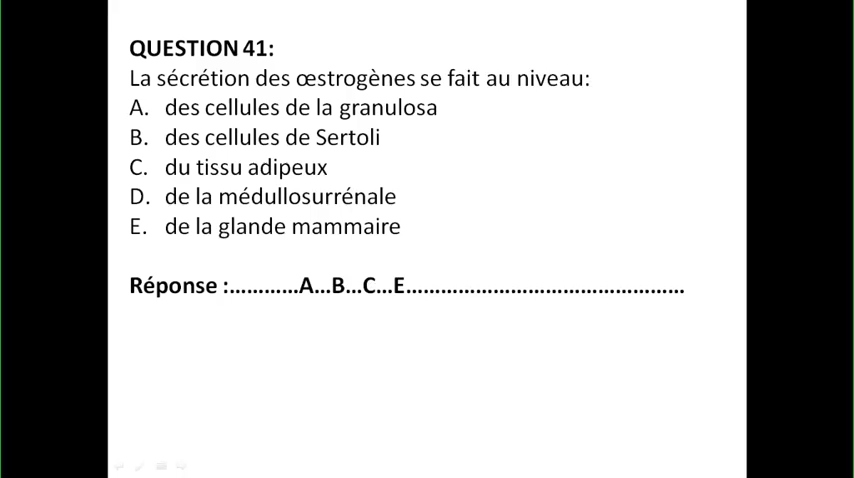 QUESTION 41:
La sécrétion des œstrogènes se fait au niveau:
A. des cellules de la granulosa
B. des cellules de Sertoli
C. du tissu adipeux
D. de la médullosurrénale
E. de la glande mammaire
Réponse :............A...B...C...E................................................